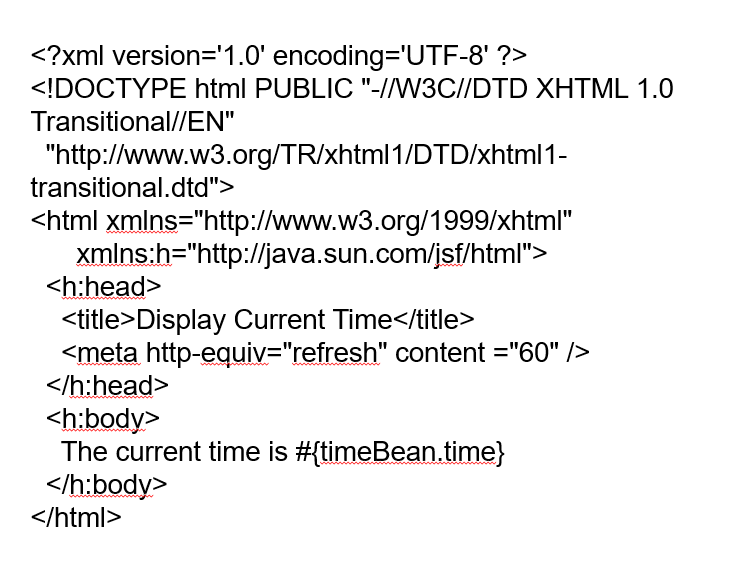 <?xml version='1.0' encoding='UTF-8' ?>
<!DOCTYPE html PUBLIC "-//W3C//DTD XHTML 1.0
Transitional//EN"
"http://www.w3.org/TR/xhtml1/DTD/xhtml1-
transitional.dtd">
<html xmlns="http://www.w3.org/1999/xhtml"
xmlns:h="http://java.sun.com/jsf/html">
<h:head>
<title>Display Current Time</title>
<meta http-equiv="refresh" content ="60" />
</h:head>
<h:body>
The current time is #{timeBean.time}
</h:body>
</html>